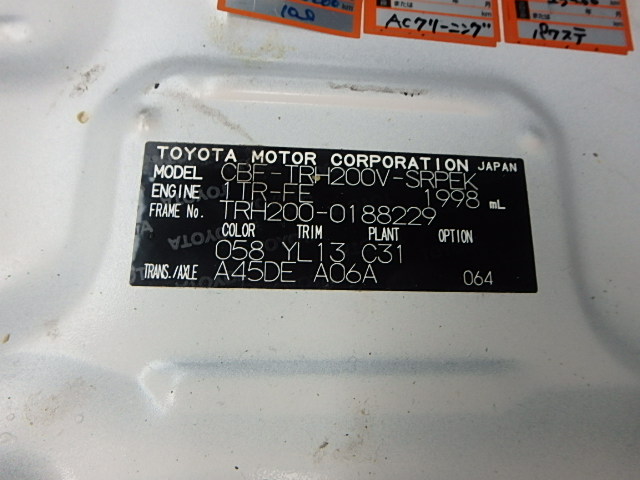 100
ACクリーニング
パワステ
TOYOTA MOTOR CORPORATION JAPAN
MODEL CBF-TRH200V-SRPEK
ENGINE 1TR-FE 1998 mL
FRAME No. TRH200-0188229
COLOR TRIM PLANT OPTION
058 YL13 C31
TRANS./AXLE A45DE A06A 064